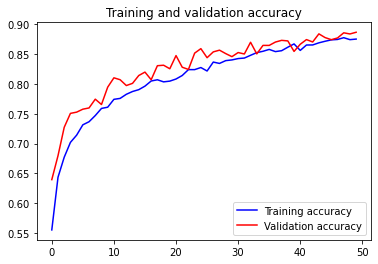 Training and validation accuracy
0.90
0.85
0.80
0.75
0.70
0.65
0.60
0.55
Training accuracy
Validation accuracy
0 10 20 30 40 50